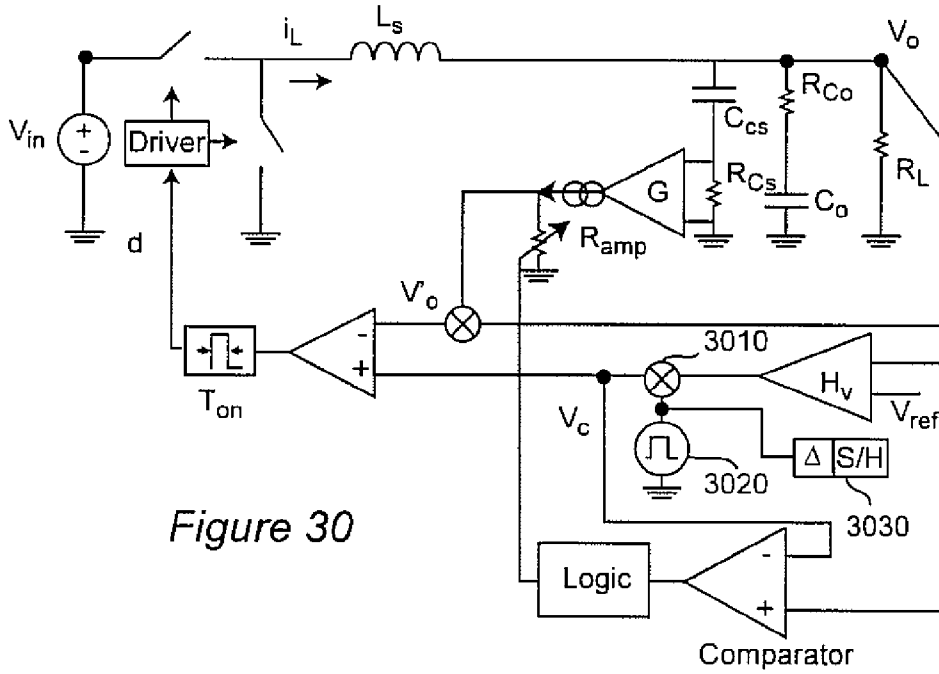 i_L
L_s
V_o
V_in
+
-
Driver
C_cs
R_Co
G
R_Cs
C_o
R_L
R_amp
d
V'_o
-
+
T_on
3010
H_v
V_c
V_ref
3020
Δ S/H
3030
Figure 30
Logic
-
+
Comparator